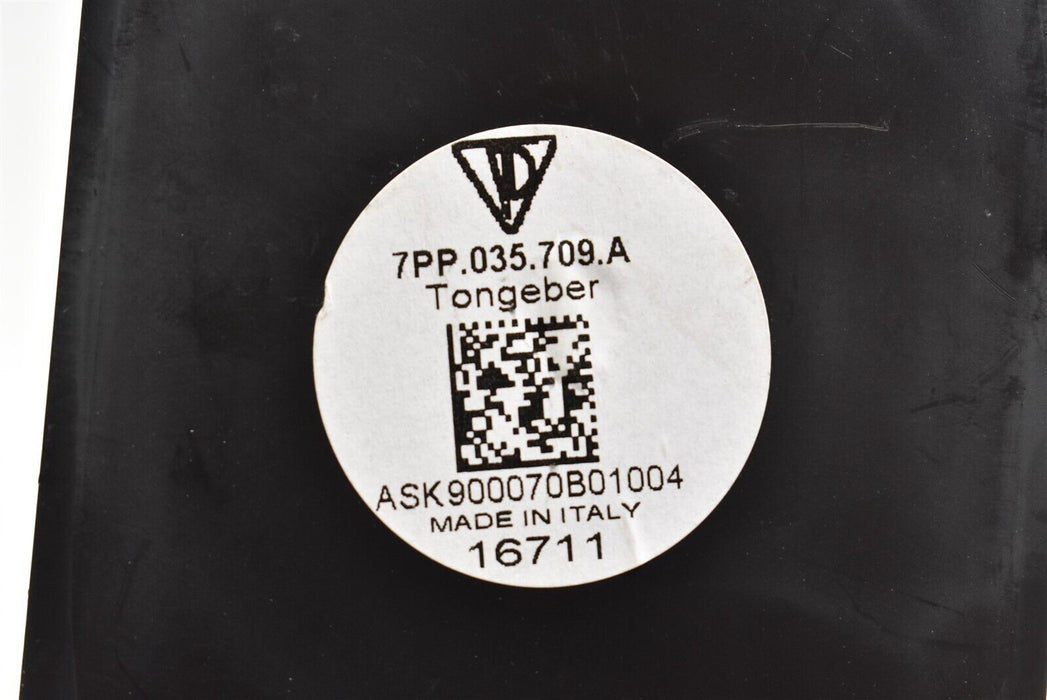 7PP.035.709.A
Tongeber
ASK900070B01004
MADE IN ITALY
16711